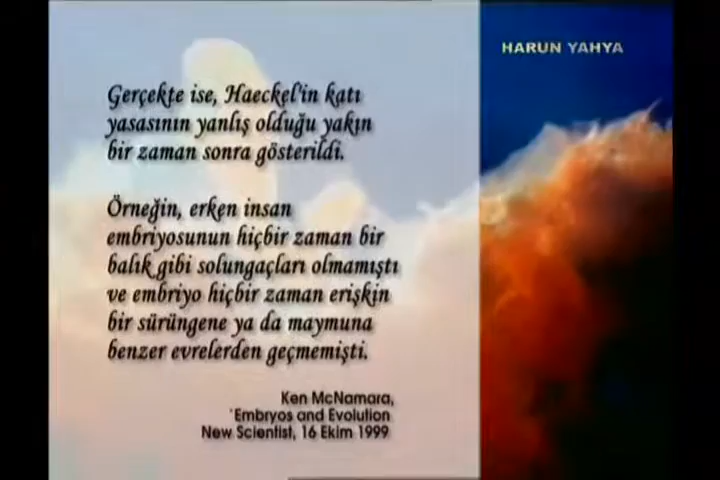 HARUN YAHYA
Gerçekte ise, Haeckel'in katı
yasasının yanlış olduğu yakın
bir zaman sonra gösterildi.
Örneğin, erken insan
embriyosunun hiçbir zaman bir
balık gibi solungaçları olmamıştı
ve embriyo hiçbir zaman erişkin
bir sürüngene ya da maymuna
benzer evrelerden geçmemişti.
Ken McNamara,
`Embryos and Evolution
New Scientist, 16 Ekim 1999